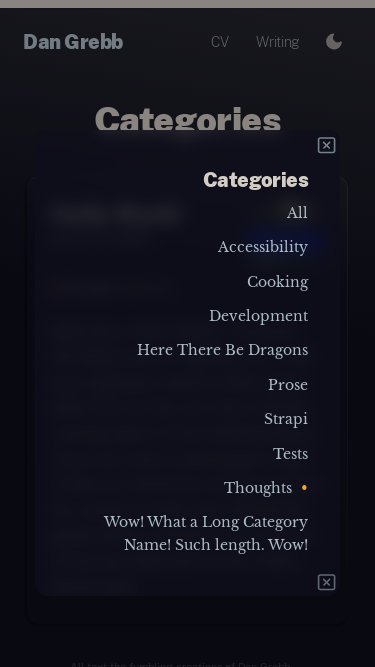 Dan Grebb
CV
Writing
Categories
Categories
All
Accessibility
Cooking
Development
Here There Be Dragons
Prose
Strapi
Tests
Thoughts •
Wow! What a Long Category
Name! Such length. Wow!